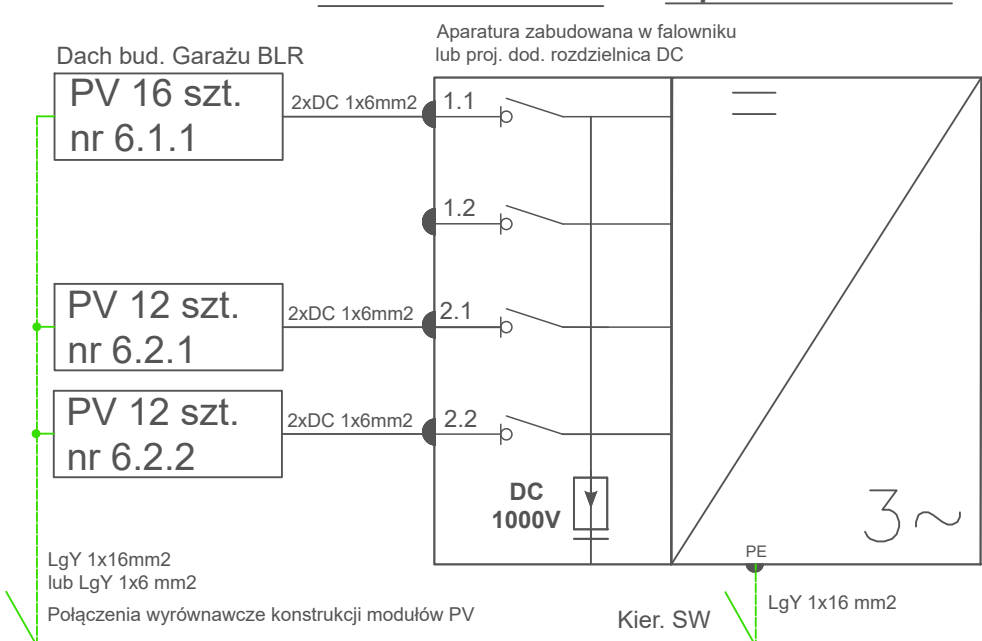 Aparatura zabudowana w falowniku
lub proj. dod. rozdzielnica DC
Dach bud. Garażu BLR
PV 16 szt.
nr 6.1.1
2xDC 1x6mm2
1.1
1.2
PV 12 szt.
nr 6.2.1
2xDC 1x6mm2
2.1
PV 12 szt.
nr 6.2.2
2xDC 1x6mm2
2.2
DC
1000V
3~
PE
LgY 1x16mm2
lub LgY 1x6 mm2
Połączenia wyrównawcze konstrukcji modułów PV
Kier. SW
LgY 1x16 mm2